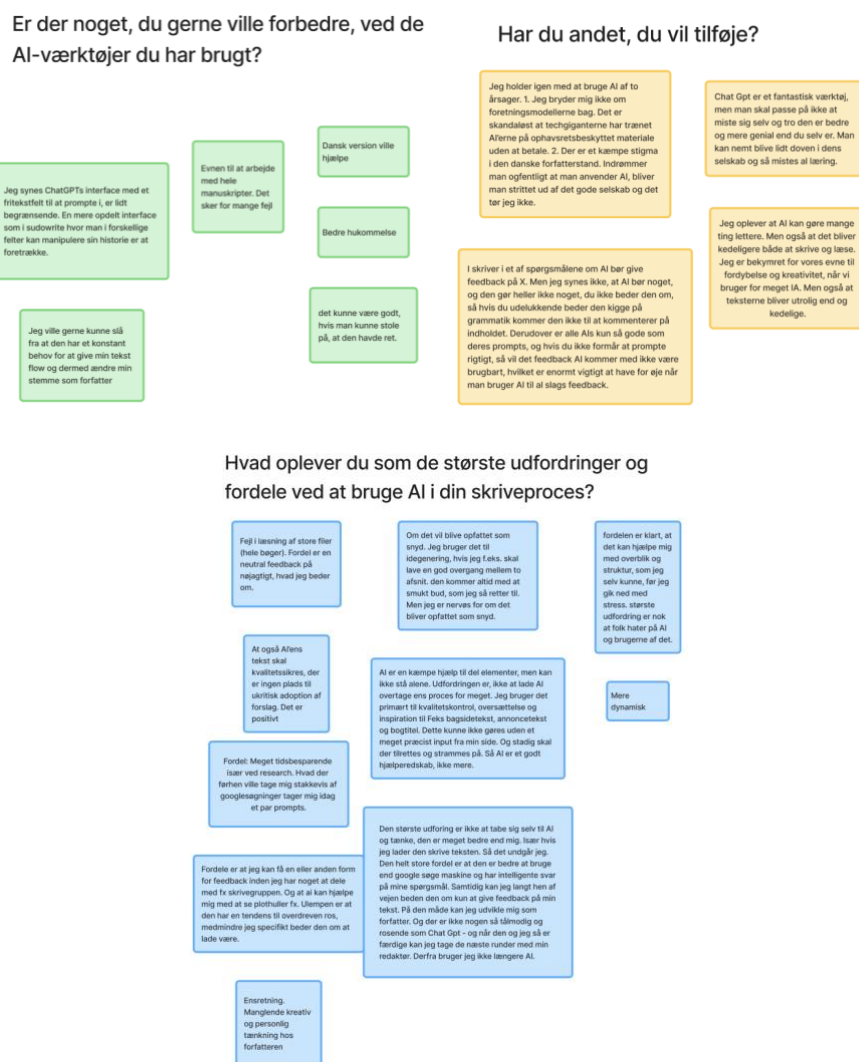 Er der noget, du gerne ville forbedre, ved de
AI-værktøjer du har brugt?
Jeg synes ChatGPTs interface med et
fritekstfelt til at prompte i, er lidt
begrænsende. En mere opdelt interface
som i sudowrite hvor man i forskellige
felter kan manipulere sin historie er at
foretrække.
Evnen til at arbejde
med hele
manuskripter. Det
sker for mange fejl
Dansk version ville
hjælpe
Bedre hukommelse
det kunne være godt,
hvis man kunne stole
på, at den havde ret.
Jeg ville gerne kunne slå
fra at den har et konstant
behov for at give min tekst
flow og dermed ændre min
stemme som forfatter
Har du andet, du vil tilføje?
Jeg holder igen med at bruge AI af to
årsager. 1. Jeg bryder mig ikke om
foretningsmodellerne bag. Det er
skandaløst at techgiganterne har trænet
AI'erne på ophavsretsbeskyttet materiale
uden at betale. 2. Der er et kæmpe stigma
i den danske forfatterstand. Indrømmer
man ogfentligt at man anvender AI, bliver
man strittet ud af det gode selskab og det
tør jeg ikke.
Chat Gpt er et fantastisk værktøj,
men man skal passe på ikke at
miste sig selv og tro den er bedre
og mere genial end du selv er. Man
kan nemt blive lidt doven i dens
selskab og så mistes al læring.
I skriver i et af spørgsmålene om AI bør give
feedback på X. Men jeg synes ikke, at AI bør noget,
og den gør heller ikke noget, du ikke beder den om,
så hvis du udelukkende beder den kigge på
grammatik kommer den ikke til at kommenterer på
indholdet. Derudover er alle AIs kun så gode som
deres prompts, og hvis du ikke formår at prompte
rigtigt, så vil det feedback AI kommer med ikke være
brugbart, hvilket er enormt vigtigt at have for øje når
man bruger AI til al slags feedback.
Jeg oplever at AI kan gøre mange
ting lettere. Men også at det bliver
kedeligere både at skrive og læse.
Jeg er bekymret for vores evne til
fordybelse og kreativitet, når vi
bruger for meget IA. Men også at
teksterne bliver utrolig end og
kedelige.
Hvad oplever du som de største udfordringer og
fordele ved at bruge AI i din skriveproces?
Fejl i læsning af store filer
(hele bøger). Fordel er en
neutral feedback på
nøjagtigt, hvad jeg beder
om.
At også AI'ens
tekst skal
kvalitetssikres, der
er ingen plads til
ukritisk adoption af
forslag. Det er
positivt
Fordel: Meget tidsbesparende
især ved research. Hvad der
førhen ville tage mig stakkevis af
googlesøgninger tager mig idag
et par prompts.
Fordele er at jeg kan få en eller anden form
for feedback inden jeg har noget at dele
med fx skrivegruppen. Og at ai kan hjælpe
mig med at se plothuller fx. Ulempen er at
den har en tendens til overdreven ros,
medmindre jeg specifikt beder den om at
lade være.
Ensretning.
Manglende kreativ
og personlig
tænkning hos
forfatteren
Om det vil blive opfattet som
snyd. Jeg bruger det til
idegenering, hvis jeg f.eks. skal
lave en god overgang mellem to
afsnit. den kommer altid med at
smukt bud, som jeg så retter til.
Men jeg er nervøs for om det
bliver opfattet som snyd.
AI er en kæmpe hjælp til del elementer, men kan
ikke stå alene. Udfordringen er, ikke at lade AI
overtage ens proces for meget. Jeg bruger det
primært til kvalitetskontrol, oversættelse og
inspiration til Feks bagsidetekst, annoncetekst
og bogtitel. Dette kunne ikke gøres uden et
meget præcist input fra min side. Og stadig skal
der tilrettes og strammes på. Så AI er et godt
hjælperedskab, ikke mere.
Den største udforing er ikke at tabe sig selv til AI
og tænke, den er meget bedre end mig. Især hvis
jeg lader den skrive teksten. Så det undgår jeg.
Den helt store fordel er at den er bedre at bruge
end google søge maskine og har intelligente svar
på mine spørgsmål. Samtidig kan jeg langt hen af
vejen beden den om kun at give feedback på min
tekst. På den måde kan jeg udvikle mig som
forfatter. Og der er ikke nogen så tålmodig og
rosende som Chat Gpt - og når den og jeg så er
færdige kan jeg tage de næste runder med min
redaktør. Derfra bruger jeg ikke længere AI.
fordelen er klart, at
det kan hjælpe mig
med overblik og
struktur, som jeg
selv kunne, før jeg
gik ned med
stress. største
udfordring er nok
at folk hater på AI
og brugerne af det.
Mere
dynamisk